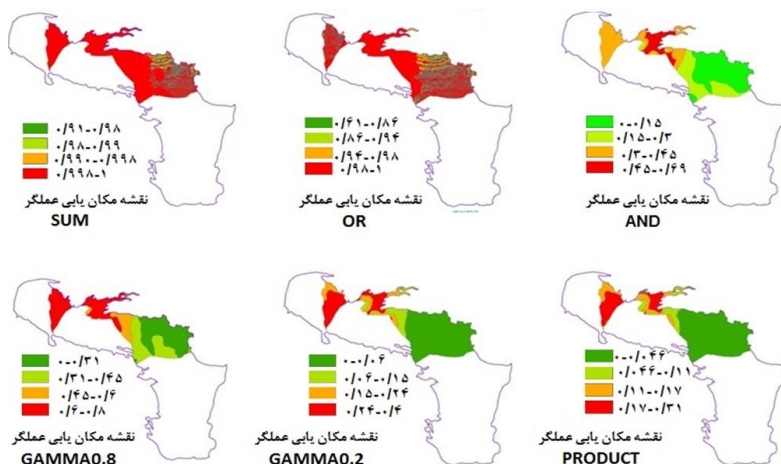 ۰/۹۱-۰/۹۸
۰/۹۸-۰/۹۹
۰/۹۹۰-۰/۹۹۸
۰/۹۹۸-۱
نقشه مکان یابی عملگر
SUM
۰/۶۱-۰/۸۶
۰/۸۶-۰/۹۴
۰/۹۴-۰/۹۸
۰/۹۸-۱
نقشه مکان یابی عملگر
OR
۰-۰/۱۵
۰/۱۵-۰/۳
۰/۳-۰/۴۵
۰/۴۵-۰/۶۹
نقشه مکان یابی عملگر
AND
۰-۰/۳۱
۰/۳۱-۰/۴۵
۰/۴۵-۰/۶
۰/۶-۰/۸
نقشه مکان یابی عملگر
GAMMA0.8
۰-۰/۰۶
۰/۰۶-۰/۱۵
۰/۱۵-۰/۲۴
۰/۲۴-۰/۴
نقشه مکان یابی عملگر
GAMMA0.2
۰-۰/۰۴۶
۰/۰۴۶-۰/۱۱
۰/۱۱-۰/۱۷
۰/۱۷-۰/۳۱
نقشه مکان یابی عملگر
PRODUCT